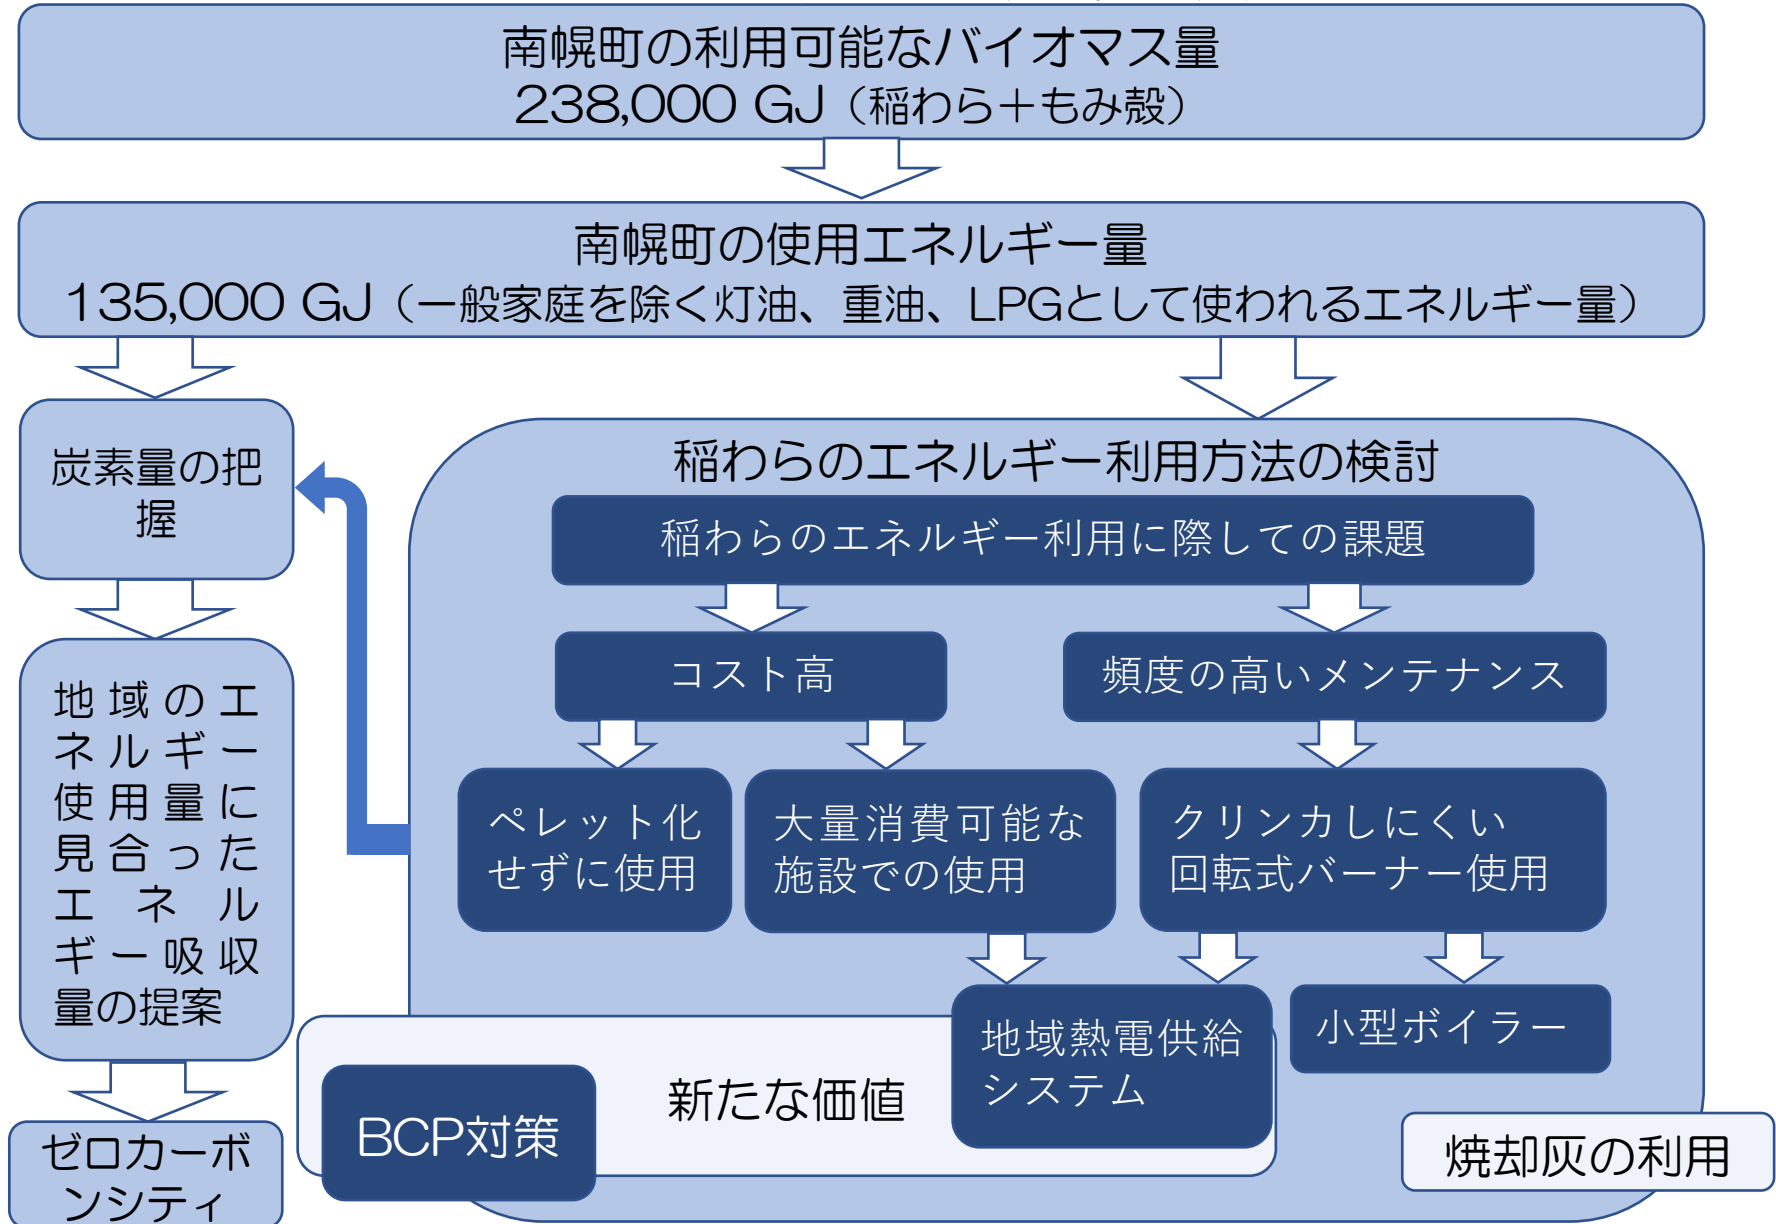 南幌町の利用可能なバイオマス量
238,000 GJ（稲わら＋もみ殻）
南幌町の使用エネルギー量
135,000 GJ（一般家庭を除く灯油、重油、LPGとして使われるエネルギー量）
炭素量の把
握
地域のエ
ネルギー
使用量に
見合った
エネル
ギー吸収
量の提案
ゼロカーボ
ンシティ
稲わらのエネルギー利用方法の検討
稲わらのエネルギー利用に際しての課題
コスト高
頻度の高いメンテナンス
ペレット化
せずに使用
大量消費可能な
施設での使用
クリンカしにくい
回転式バーナー使用
地域熱電供給
システム
小型ボイラー
新たな価値
BCP対策
焼却灰の利用